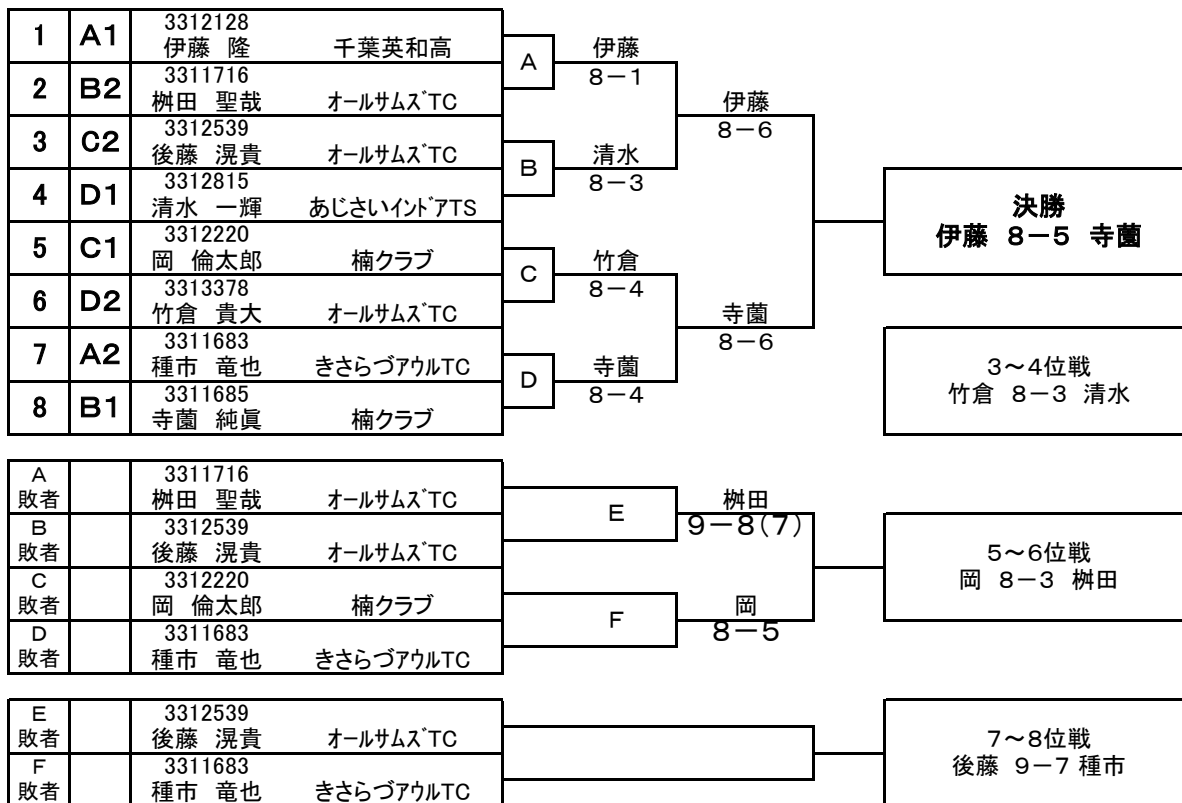 1 A1 3312128
伊藤 隆 千葉英和高
2 B2 3311716
桝田 聖哉 オールサムズTC
3 C2 3312539
後藤 滉貴 オールサムズTC
4 D1 3312815
清水 一輝 あじさいインドアTS
5 C1 3312220
岡 倫太郎 楠クラブ
6 D2 3313378
竹倉 貴大 オールサムズTC
7 A2 3311683
種市 竜也 きさらづアウルTC
8 B1 3311685
寺薗 純眞 楠クラブ
A
伊藤
8－1
B
清水
8－3
C
竹倉
8－4
D
寺薗
8－4
伊藤
8－6
寺薗
8－6
決勝
伊藤 8－5 寺薗
3～4位戦
竹倉 8－3 清水
A
敗者
3311716
桝田 聖哉 オールサムズTC
B
敗者
3312539
後藤 滉貴 オールサムズTC
C
敗者
3312220
岡 倫太郎 楠クラブ
D
敗者
3311683
種市 竜也 きさらづアウルTC
E
桝田
9－8(7)
F
岡
8－5
5～6位戦
岡 8－3 桝田
E
敗者
3312539
後藤 滉貴 オールサムズTC
F
敗者
3311683
種市 竜也 きさらづアウルTC
7～8位戦
後藤 9－7 種市